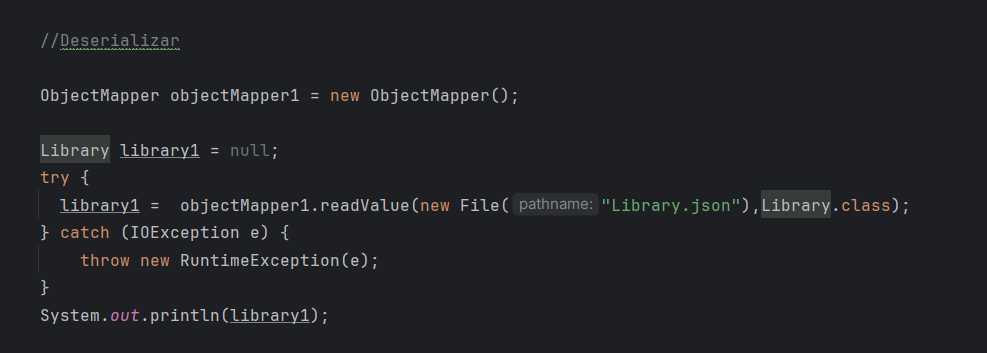 //Deserializar
ObjectMapper objectMapper1 = new ObjectMapper();
Library library1 = null;
try {
library1 =  objectMapper1.readValue(new File( pathname: "Library.json"),Library.class);
} catch (IOException e) {
throw new RuntimeException(e);
}
System.out.println(library1);